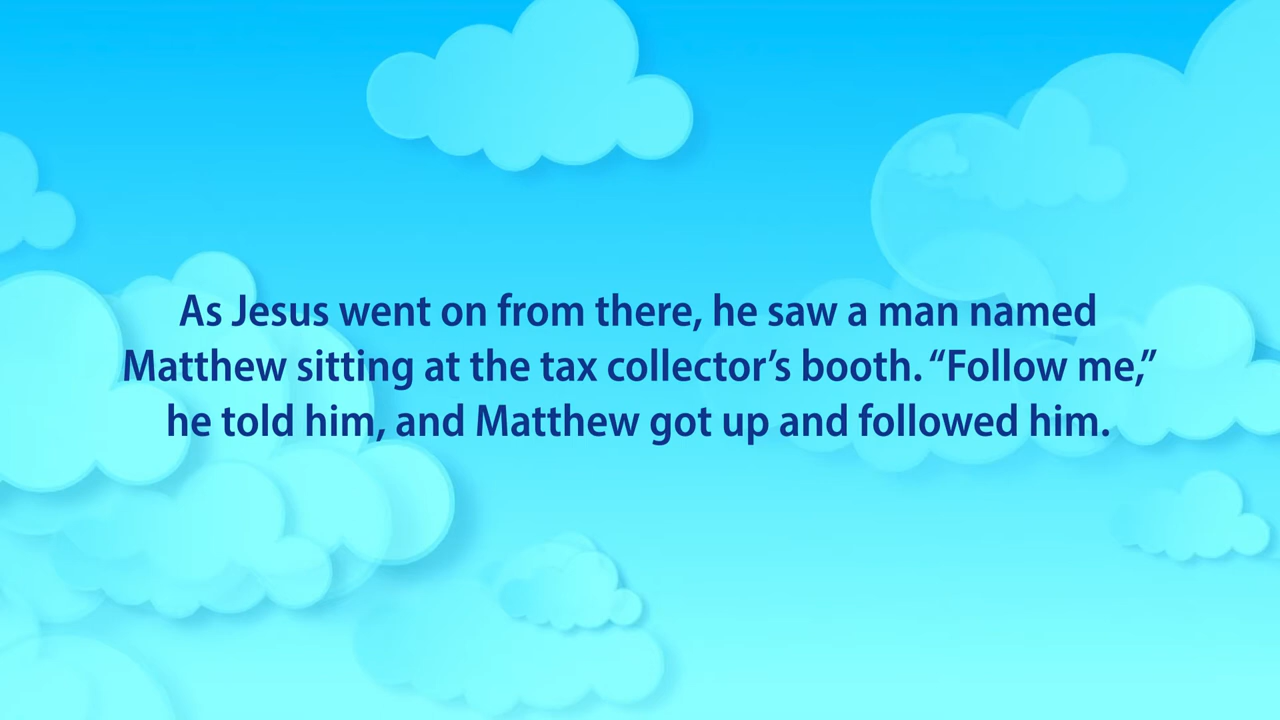 As Jesus went on from there, he saw a man named
Matthew sitting at the tax collector’s booth. “Follow me,”
he told him, and Matthew got up and followed him.